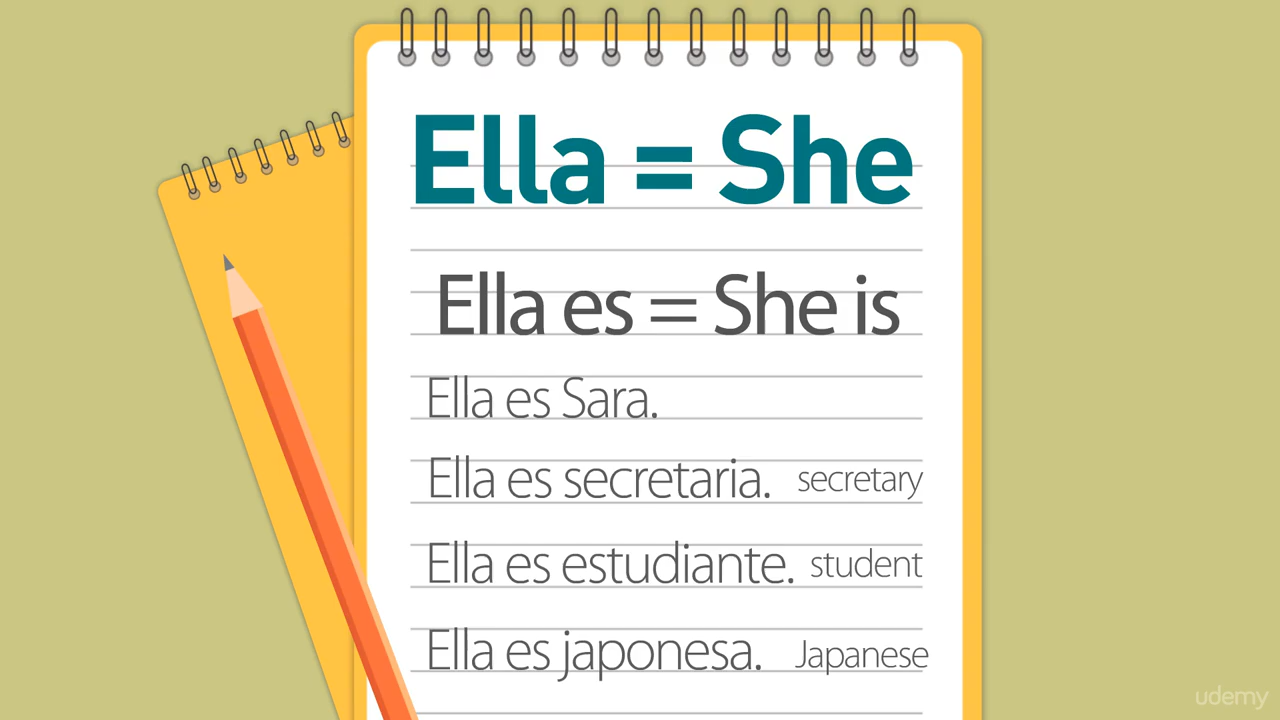 Ella = She
Ella es = She is
Ella es Sara.
Ella es secretaria. secretary
Ella es estudiante. student
Ella es japonesa. Japanese
udemy